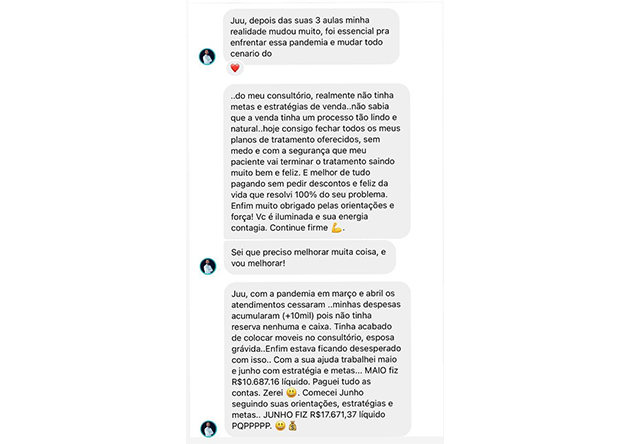 Juu, depois das suas 3 aulas minha
realidade mudou muito, foi essencial pra
enfrentar essa pandemia e mudar todo
cenario do
..do meu consultório, realmente não tinha
metas e estratégias de venda..não sabia
que a venda tinha um processo tão lindo e
natural..hoje consigo fechar todos os meus
planos de tratamento oferecidos, sem
medo e com a segurança que meu
paciente vai terminar o tratamento saindo
muito bem e feliz. E melhor de tudo
pagando sem pedir descontos e feliz da
vida que resolvi 100% do seu problema.
Enfim muito obrigado pelas orientações e
força! Vc é iluminada e sua energia
contagia. Continue firme 💪.
Sei que preciso melhorar muita coisa, e
vou melhorar!
Juu, com a pandemia em março e abril os
atendimentos cessaram ..minhas despesas
acumularam (+10mil) pois não tinha
reserva nenhuma e caixa. Tinha acabado
de colocar moveis no consultório, esposa
grávida..Enfim estava ficando desesperado
com isso.. Com a sua ajuda trabalhei maio
e junho com estratégia e metas... MAIO fiz
R$10.687.16 líquido. Paguei tudo as
contas. Zerei 😀. Comecei Junho
seguindo suas orientações, estratégias e
metas.. JUNHO FIZ R$17.671,37 líquido
PQPPPPP. 😀💰